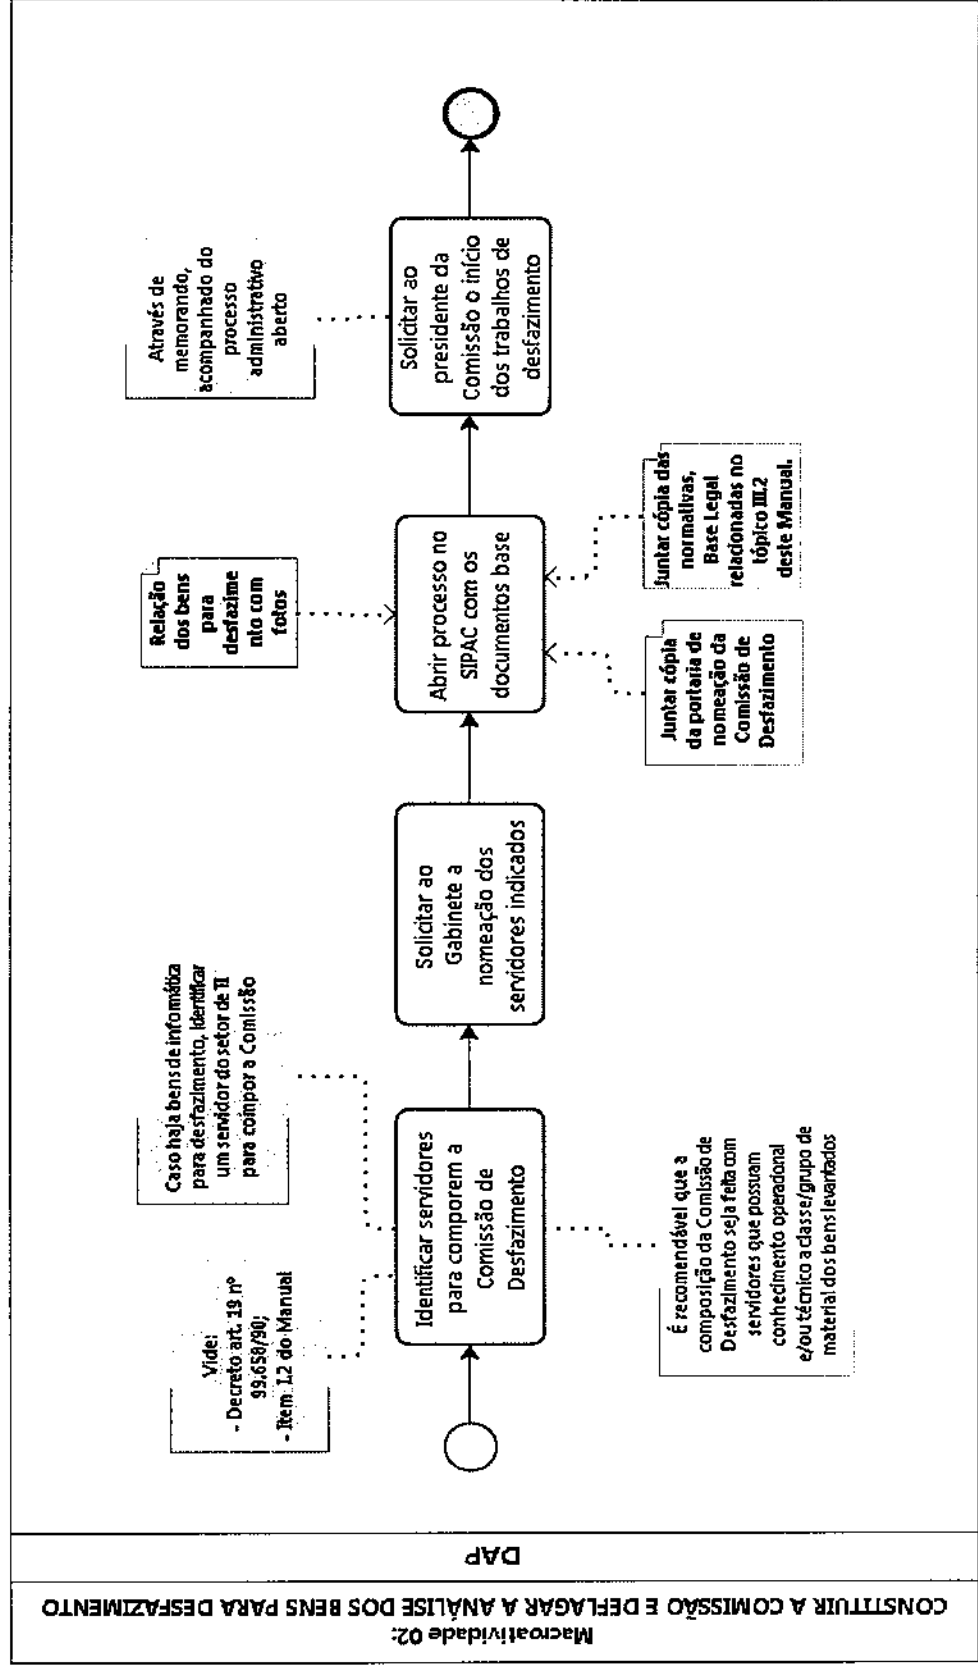 Macroatividade 02:
CONSTITUIR A COMISSÃO E DEFLAGAR A ANÁLISE DOS BENS PARA DESFAZIMENTO
DAP
Vide:
- Decreto art. 19 nº
99.658/90;
- Item I.2 do Manual
Caso haja bens de informática
para desfazimento, identificar
um servidor do setor de TI
para compor a Comissão
Identificar servidores
para comporem a
Comissão de
Desfazimento
É recomendável que a
composição da Comissão de
Desfazimento seja feita com
servidores que possuam
conhecimento operacional
e/ou técnico a classe/grupo de
material dos bens levantados
Solicitar ao
Gabinete a
nomeação dos
servidores indicados
Relação
dos bens
para
desfazime
nto com
fotos
Abrir processo no
SIPAC com os
documentos base
Juntar cópia
da portaria de
nomeação da
Comissão de
Desfazimento
Juntar cópia das
normativas,
Base Legal
relacionadas no
tópico III.2
deste Manual.
Através de
memorando,
acompanhado do
processo
administrativo
aberto
Solicitar ao
presidente da
Comissão o início
dos trabalhos de
desfazimento